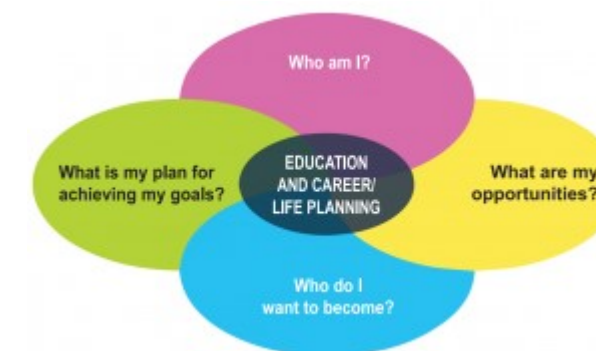 Who am I?
What is my plan for
achieving my goals?
EDUCATION
AND CAREER/
LIFE PLANNING
What are my
opportunities?
Who do I
want to become?